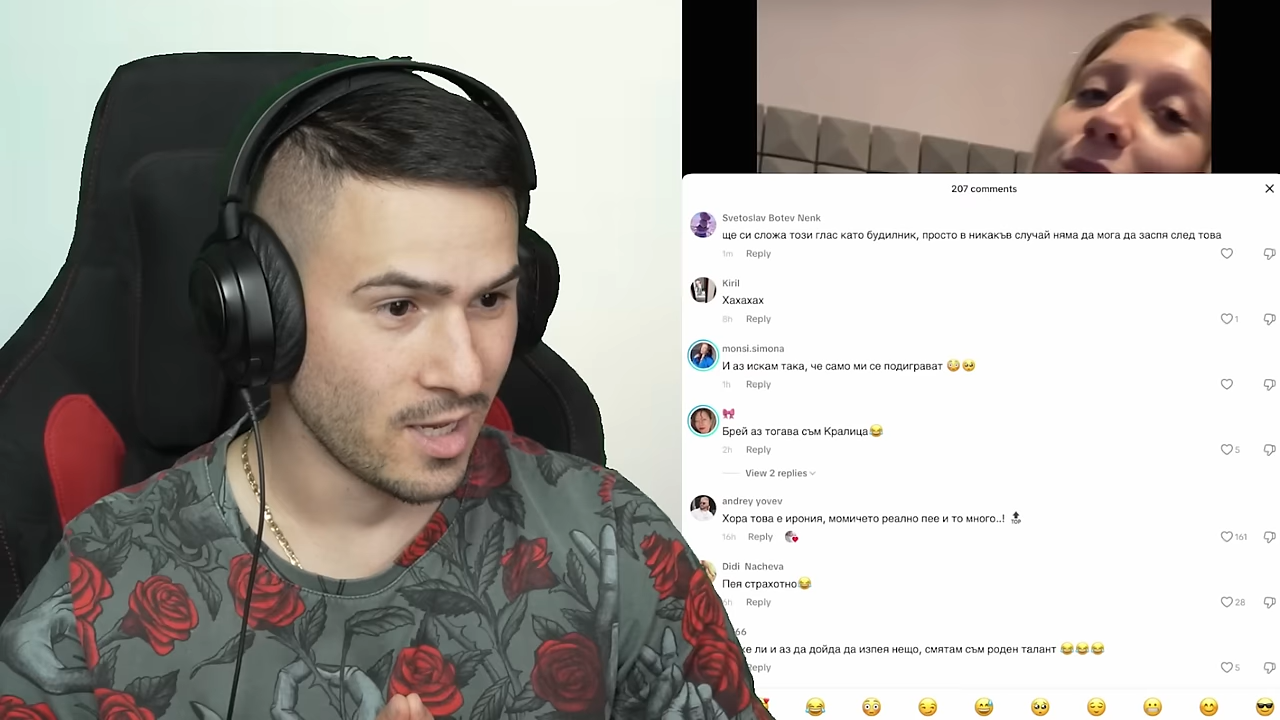 207 comments
Svetoslav Botev Nenk
ще си сложа този глас като будилник, просто в никакъв случай няма да мога да заспя след това
1m Reply
Kiril
Хахахах
8h Reply 1
monsi.simona
И аз искам така, че само ми се подиграват 😳🥺
1h Reply
🎀
Брей аз тогава съм Кралица😂
2h Reply 5
View 2 replies
andrey yovev
Хора това е ирония, момичето реално пее и то много..! 🔝
16h Reply 161
Didi Nacheva
Пея страхотно😂
Reply 28
66
ли и аз да дойда да изпея нещо, смятам съм роден талант 😂😂😂
Reply 5